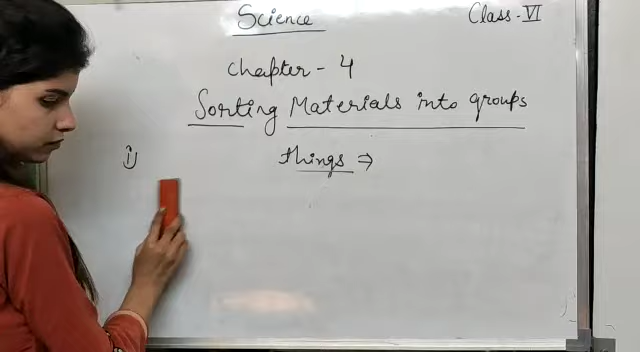 Science
Class-VI
Chapter - 4
Sorting Materials into groups
i)
things ⇒